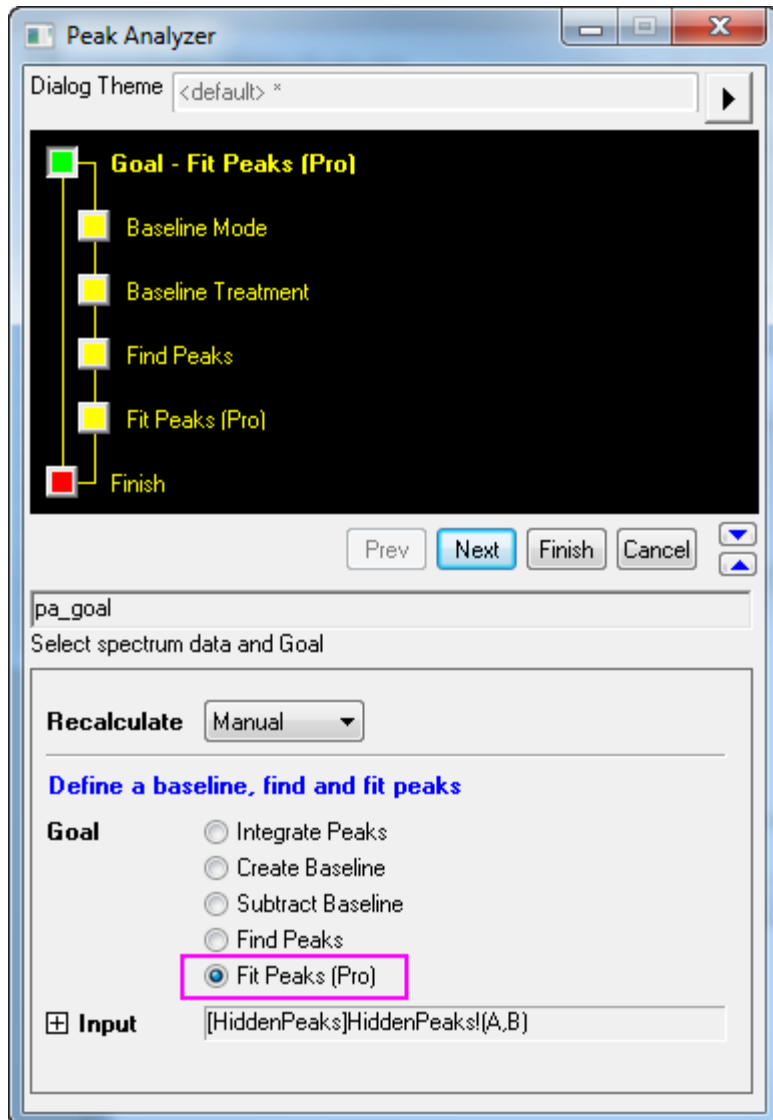 Peak Analyzer
Dialog Theme <default> *
Goal - Fit Peaks (Pro)
Baseline Mode
Baseline Treatment
Find Peaks
Fit Peaks (Pro)
Finish
Prev Next Finish Cancel
pa_goal
Select spectrum data and Goal
Recalculate Manual
Define a baseline, find and fit peaks
Goal Integrate Peaks
Create Baseline
Subtract Baseline
Find Peaks
Fit Peaks (Pro)
Input [HiddenPeaks]HiddenPeaks!(A,B)